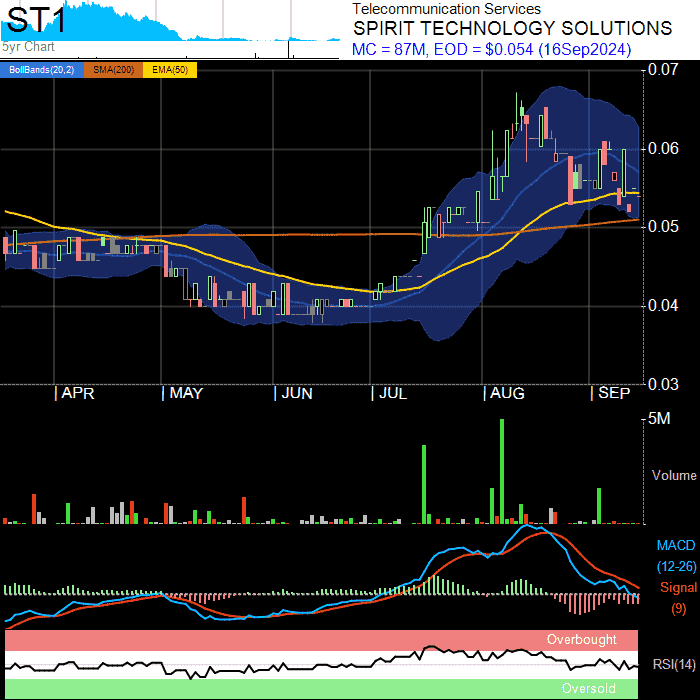 ST1
5yr Chart
Telecommunication Services
SPIRIT TECHNOLOGY SOLUTIONS
MC = 87M, EOD = $0.054 (16Sep2024)
BollBands(20,2) SMA(200) EMA(50)
0.07
0.06
0.05
0.04
0.03
APR MAY JUN JUL AUG SEP
5M
Volume
MACD
(12-26)
Signal
(9)
Overbought
RSI(14)
Oversold